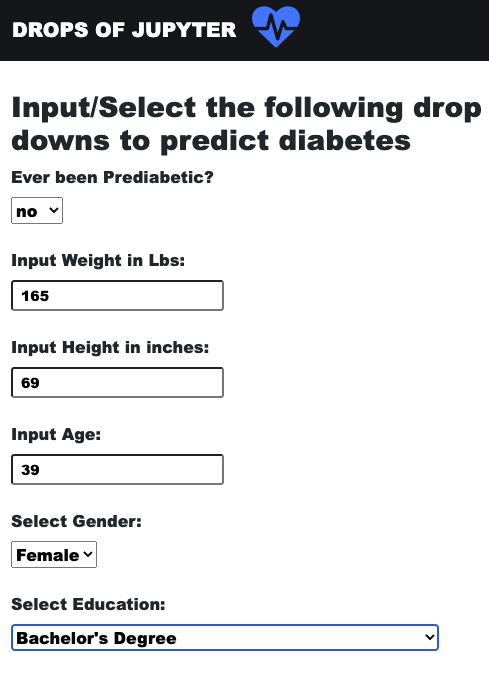 DROPS OF JUPYTER
Input/Select the following drop
downs to predict diabetes
Ever been Prediabetic?
no
Input Weight in Lbs:
165
Input Height in inches:
69
Input Age:
39
Select Gender:
Female
Select Education:
Bachelor's Degree